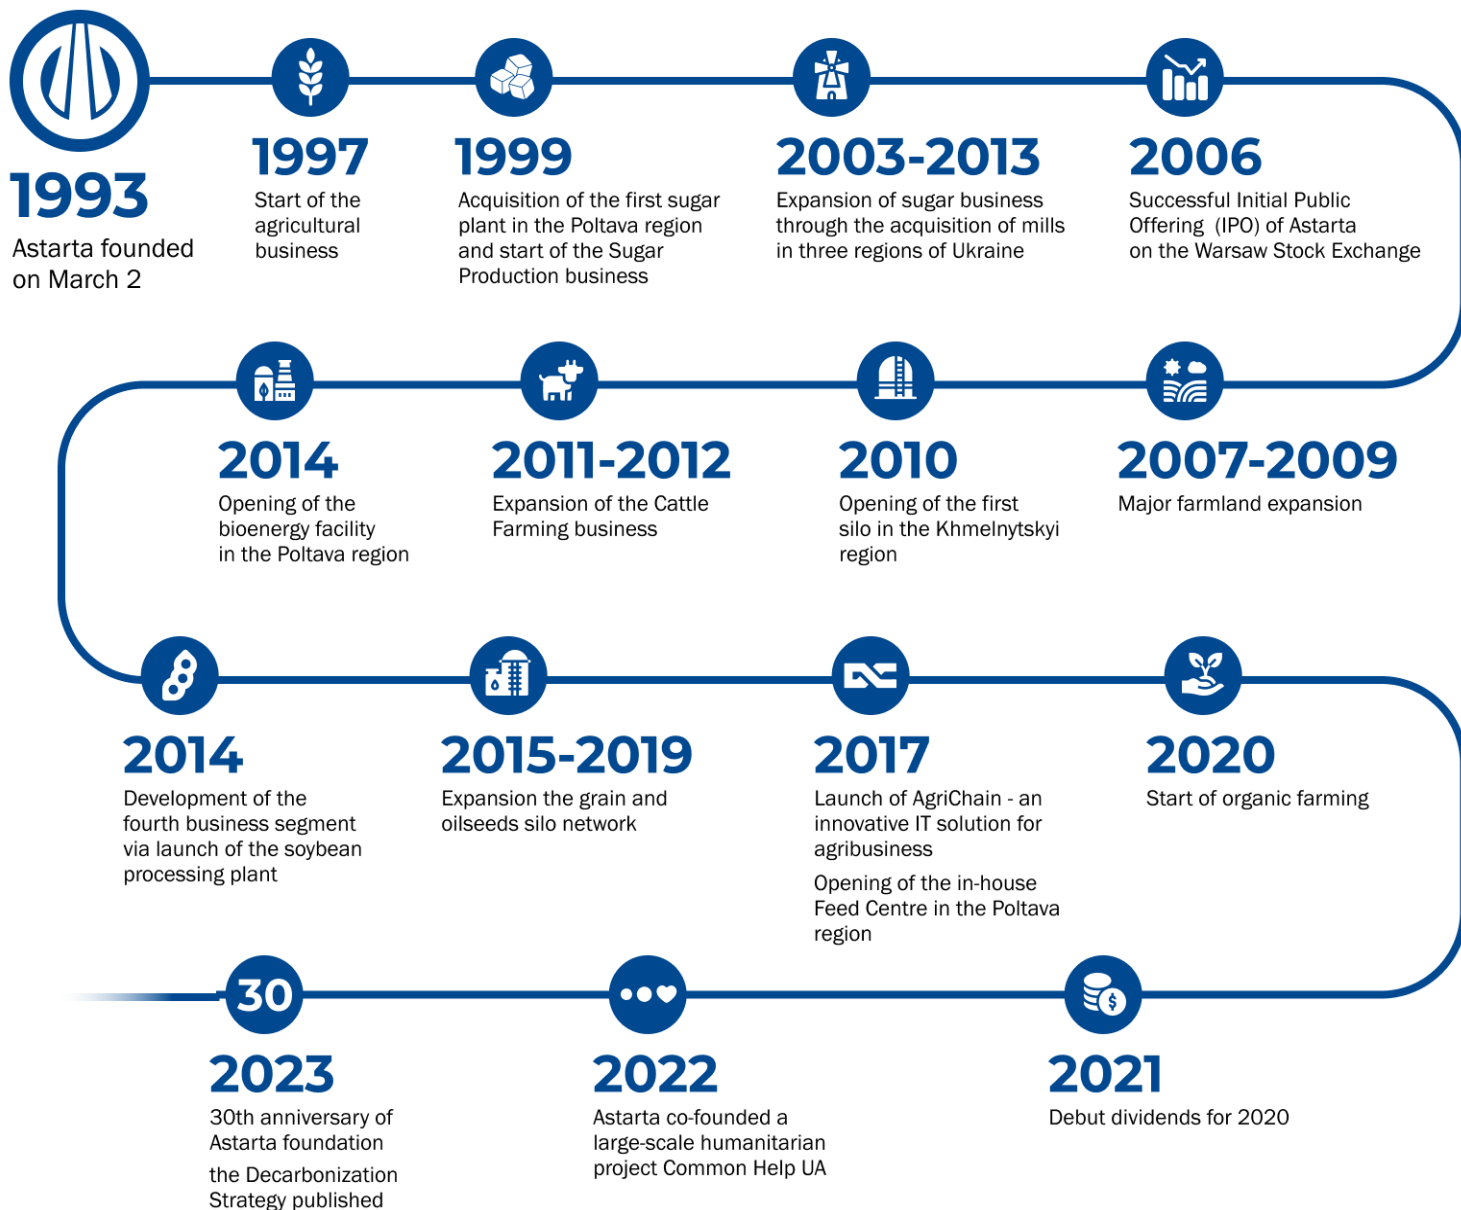 1993
Astarta founded
on March 2
1997
Start of the
agricultural
business
1999
Acquisition of the first sugar
plant in the Poltava region
and start of the Sugar
Production business
2003-2013
Expansion of sugar business
through the acquisition of mills
in three regions of Ukraine
2006
Successful Initial Public
Offering (IPO) of Astarta
on the Warsaw Stock Exchange
2007-2009
Major farmland expansion
2010
Opening of the first
silo in the Khmelnytskyi
region
2011-2012
Expansion of the Cattle
Farming business
2014
Opening of the
bioenergy facility
in the Poltava region
2014
Development of the
fourth business segment
via launch of the soybean
processing plant
2015-2019
Expansion the grain and
oilseeds silo network
2017
Launch of AgriChain - an
innovative IT solution for
agribusiness
Opening of the in-house
Feed Centre in the Poltava
region
2020
Start of organic farming
2021
Debut dividends for 2020
2022
Astarta co-founded a
large-scale humanitarian
project Common Help UA
30
2023
30th anniversary of
Astarta foundation
the Decarbonization
Strategy published